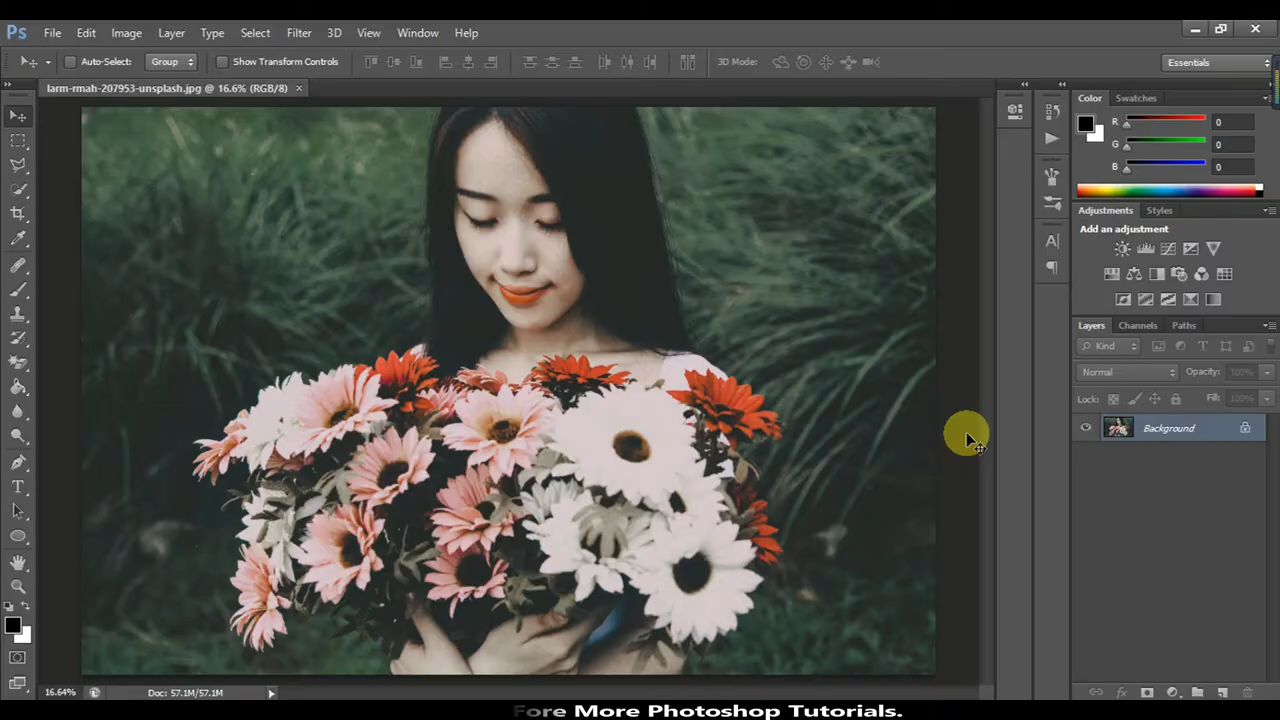 Ps File Edit Image Layer Type Select Filter 3D View Window Help
Auto-Select: Group Show Transform Controls 3D Mode: Essentials
larm-rmah-207953-unsplash.jpg @ 16.6% (RGB/8) ×
Color Swatches
R 0
G 0
B 0
Adjustments Styles
Add an adjustment
Layers Channels Paths
Kind
Normal Opacity: 100%
Lock: Fill: 100%
Background
16.64% Doc: 57.1M/57.1M
Fore More Photoshop Tutorials.